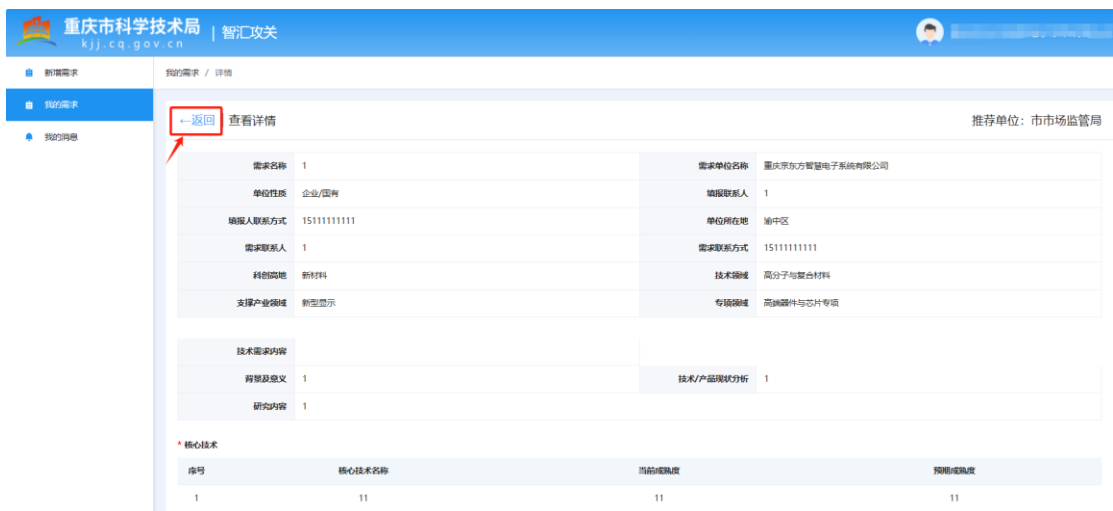 重庆市科学技术局 | 智汇攻关
kjj.cq.gov.cn
新增需求
我的需求
我的消息
我的需求 / 详情
←返回 查看详情 推荐单位：市市场监管局
需求名称 1 需求单位名称 重庆京东方智慧电子系统有限公司
单位性质 企业/国有 填报联系人 1
填报人联系方式 15111111111 单位所在地 渝中区
需求联系人 1 需求联系方式 15111111111
科创高地 新材料 技术领域 高分子与复合材料
支撑产业领域 新型显示 专项领域 高端器件与芯片专项
技术需求内容
背景及意义 1 技术/产品现状分析 1
研究内容 1
* 核心技术
序号 核心技术名称 当前成熟度 预期成熟度
1 11 11 11